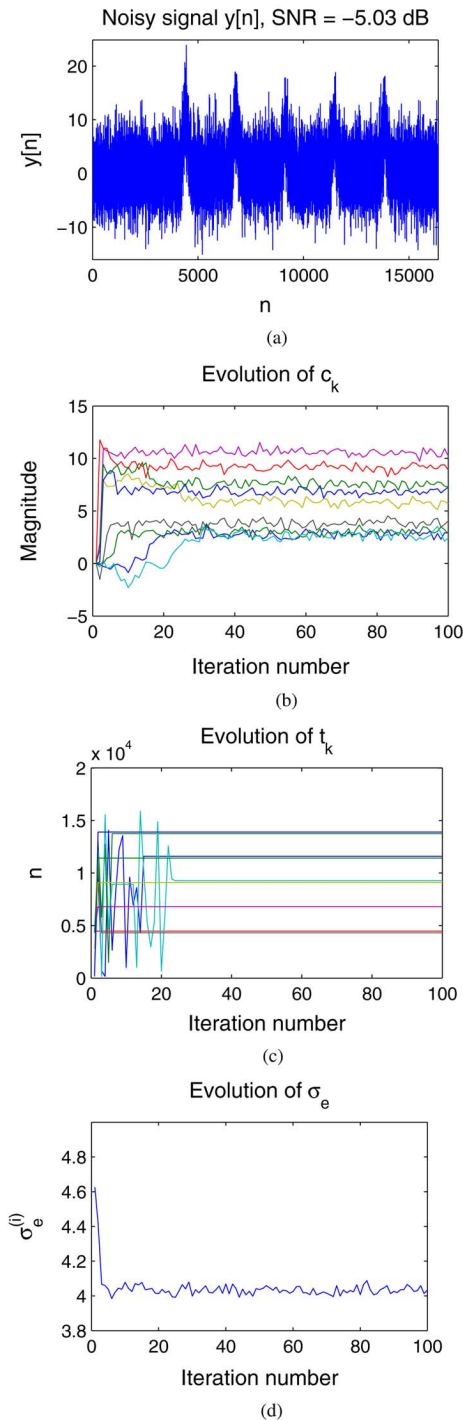 Noisy signal y[n], SNR = −5.03 dB
20
10
0
−10
y[n]
0 5000 10000 15000
n
(a)
Evolution of c_k
15
10
5
0
−5
Magnitude
0 20 40 60 80 100
Iteration number
(b)
Evolution of t_k
x 10^4
2
1.5
1
0.5
0
n
0 20 40 60 80 100
Iteration number
(c)
Evolution of σ_e
4.8
4.6
4.4
4.2
4
3.8
σ_e^(i)
0 20 40 60 80 100
Iteration number
(d)